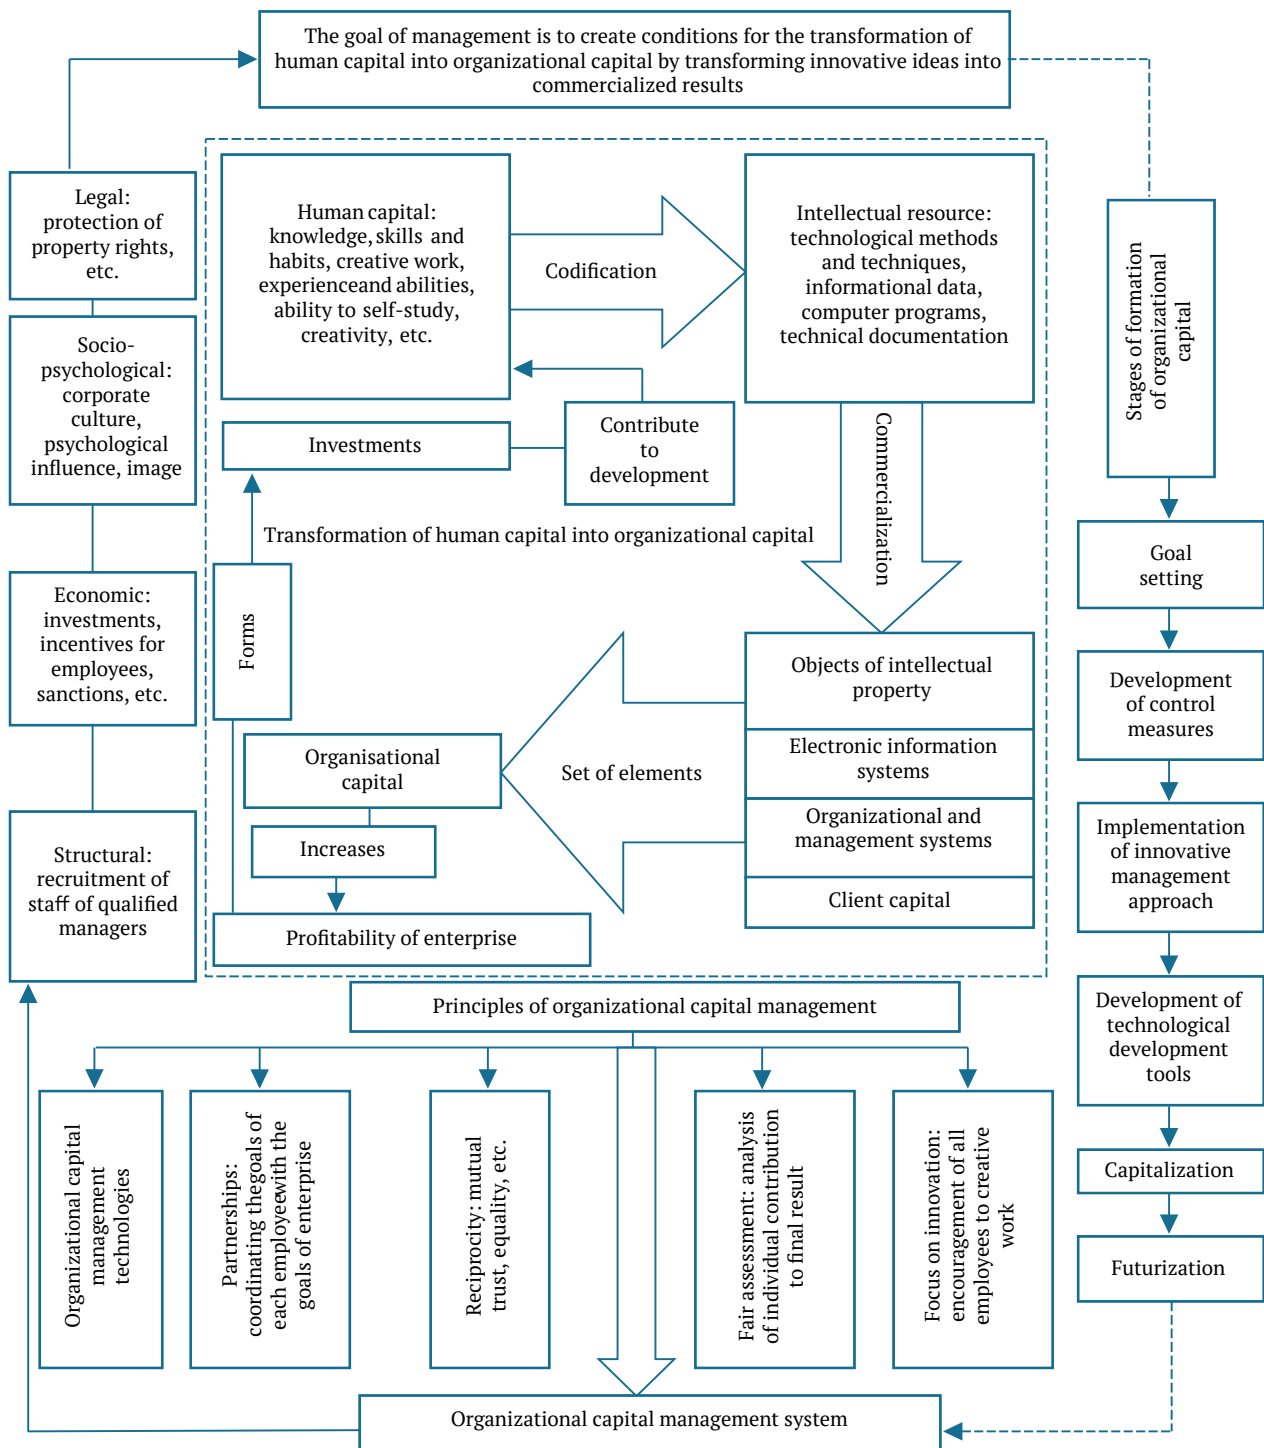 The goal of management is to create conditions for the transformation of
human capital into organizational capital by transforming innovative ideas into
commercialized results
Legal:
protection of
property rights,
etc.
Socio-
psychological:
corporate
culture,
psychological
influence, image
Economic:
investments,
incentives for
employees,
sanctions, etc.
Structural:
recruitment of
staff of qualified
managers
Human capital:
knowledge, skills and
habits, creative work,
experienceand abilities,
ability to self-study,
creativity, etc.
Codification
Intellectual resource:
technological methods
and techniques,
informational data,
computer programs,
technical documentation
Investments
Contribute
to
development
Commercialization
Transformation of human capital into organizational capital
Forms
Objects of intellectual
property
Electronic information
systems
Organizational and
management systems
Client capital
Set of elements
Organisational
capital
Increases
Profitability of enterprise
Stages of formation
of organizational
capital
Goal
setting
Development
of control
measures
Implementation
of innovative
management
approach
Development of
technological
development
tools
Capitalization
Futurization
Principles of organizational capital management
Organizational capital
management
technologies
Partnerships:
coordinating thegoals of
each employeewith the
goals of enterprise
Reciprocity: mutual
trust, equality, etc.
Fair assessment: analysis
of individual contribution
to final result
Focus on innovation:
encouragement of all
employees to creative
work
Organizational capital management system